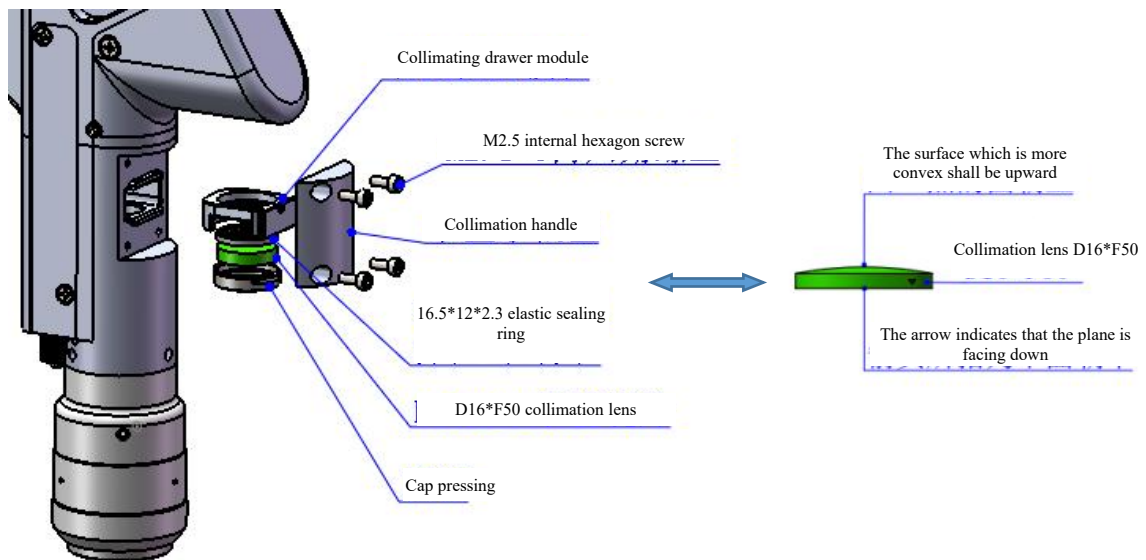 Collimating drawer module
M2.5 internal hexagon screw
The surface which is more
convex shall be upward
Collimation handle
Collimation lens D16*F50
16.5*12*2.3 elastic sealing
ring
The arrow indicates that the plane is
facing down
D16*F50 collimation lens
Cap pressing